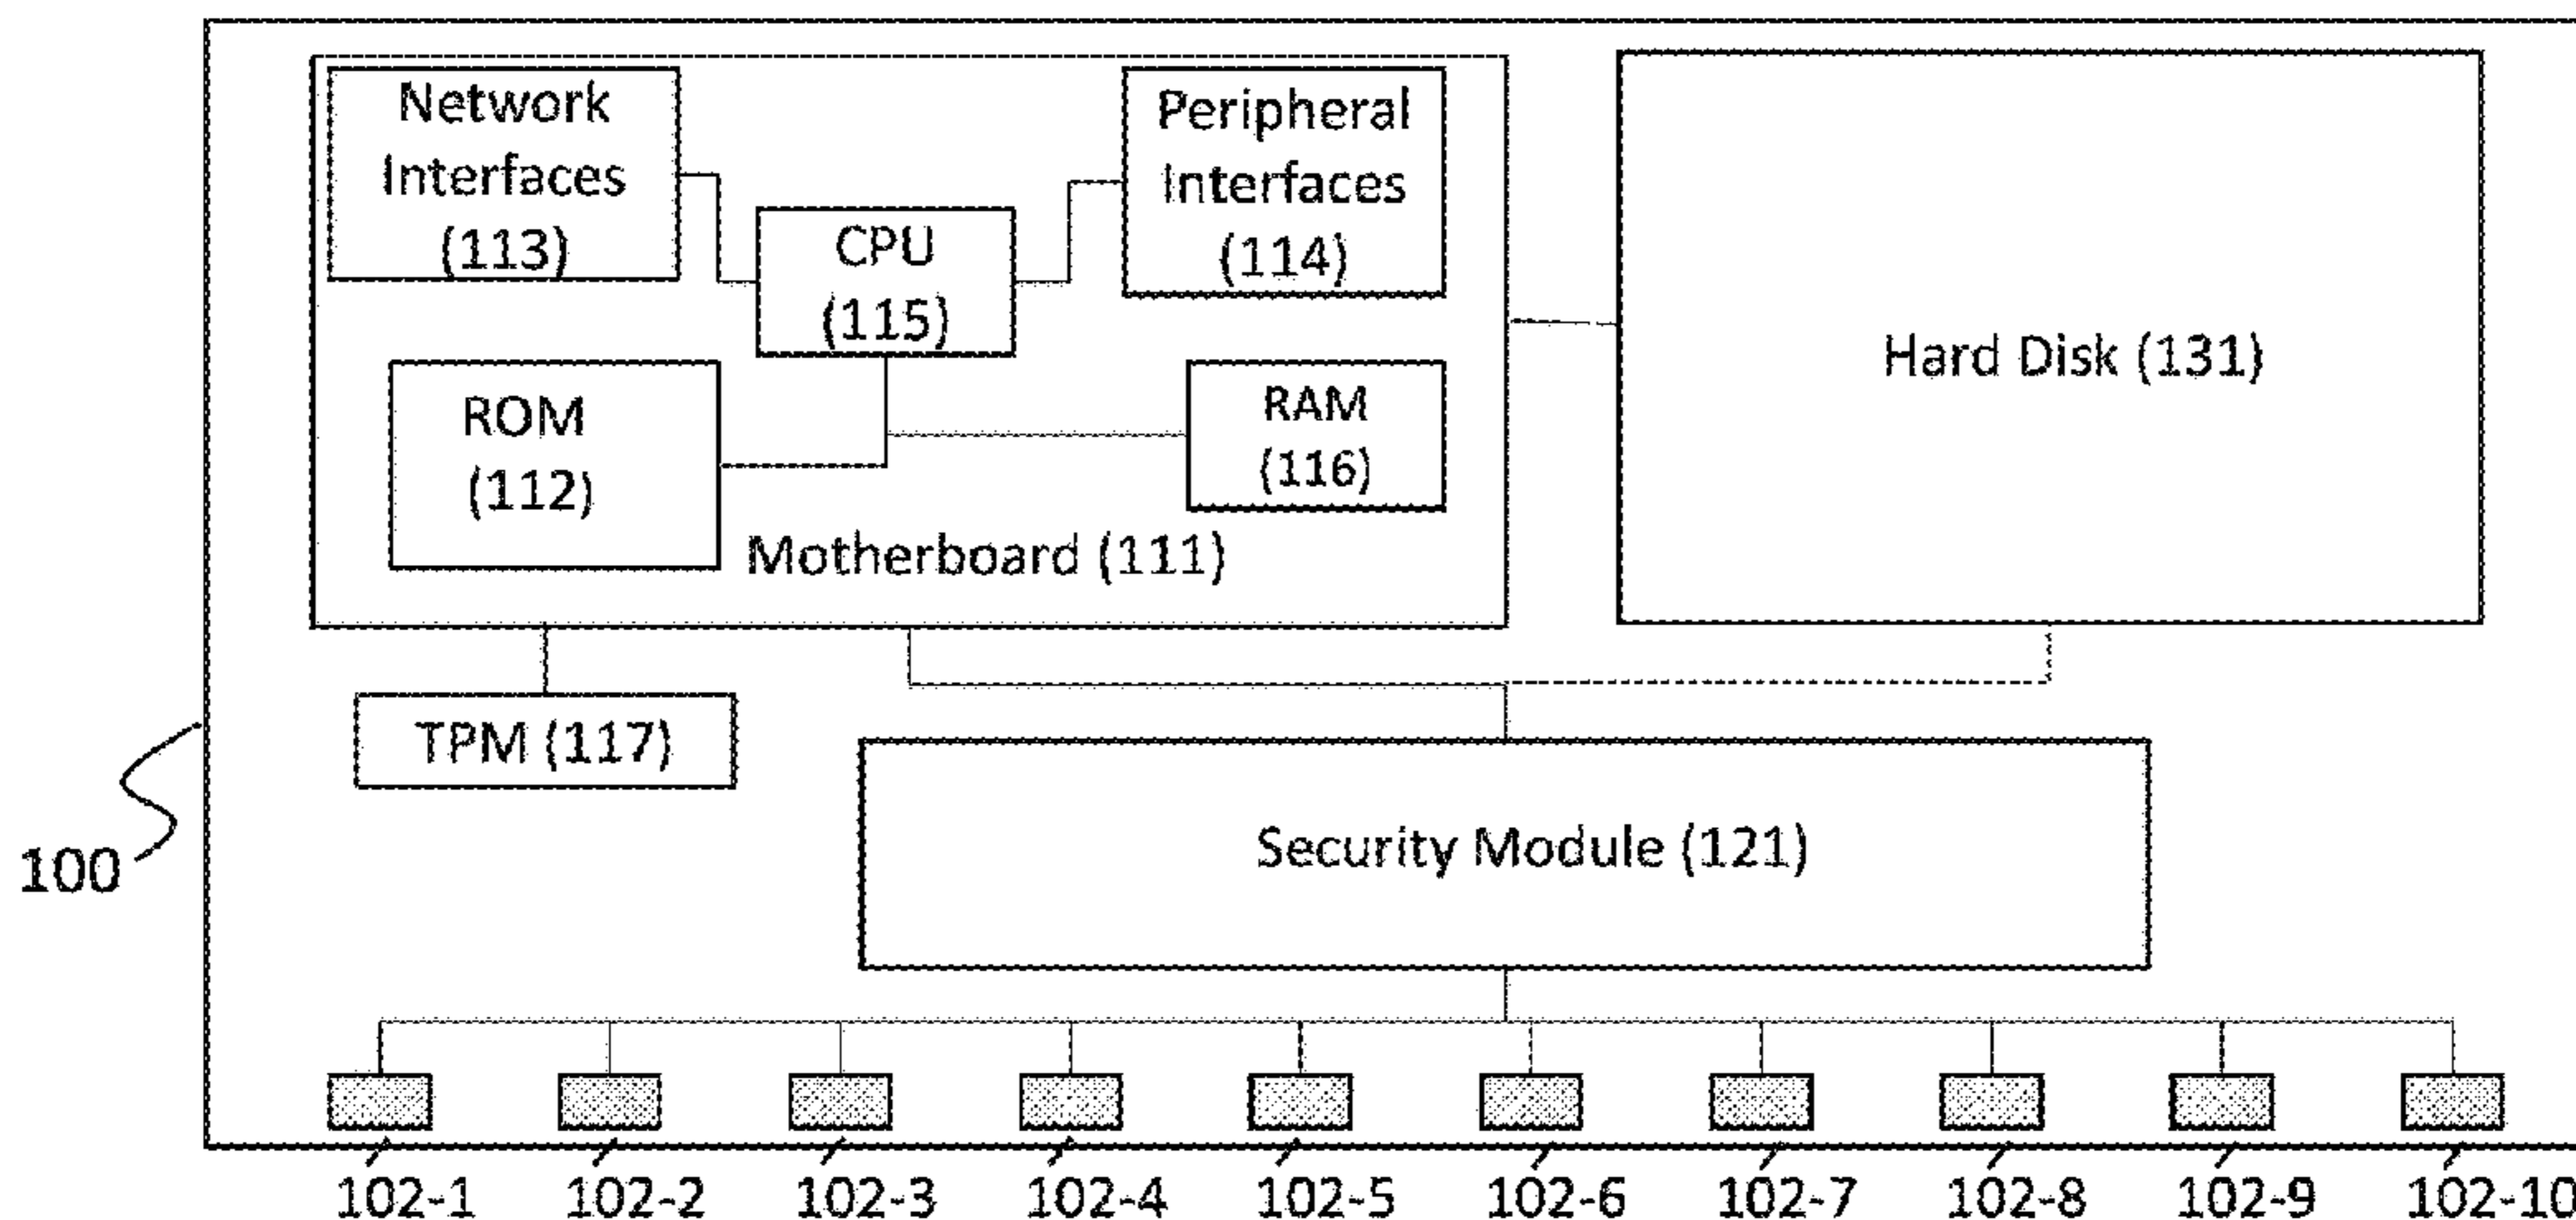 Network
Interfaces
(113)
Peripheral
Interfaces
(114)
CPU
(115)
Hard Disk (131)
ROM
(112)
RAM
(116)
Motherboard (111)
TPM (117)
Security Module (121)
100
102-1
102-2
102-3
102-4
102-5
102-6
102-7
102-8
102-9
102-10